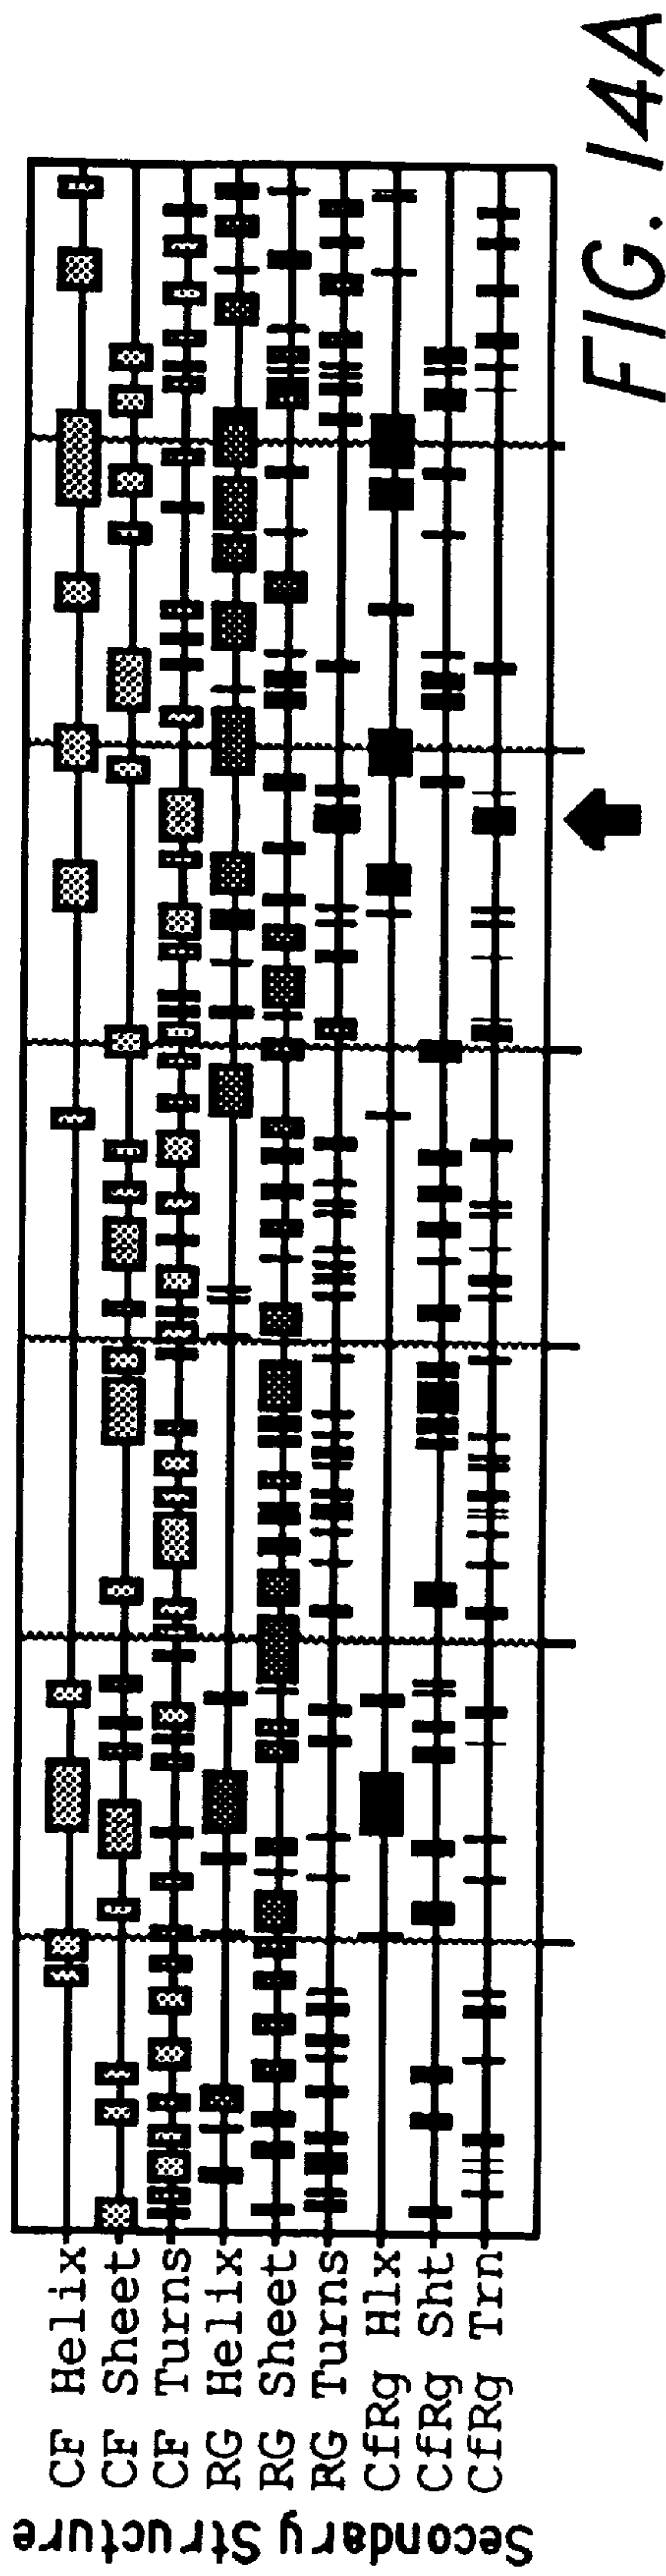 Secondary Structure
CF Helix
CF Sheet
CF Turns
RG Helix
RG Sheet
RG Turns
CfRg Hlx
CfRg Sht
CfRg Trn
FIG. 14A